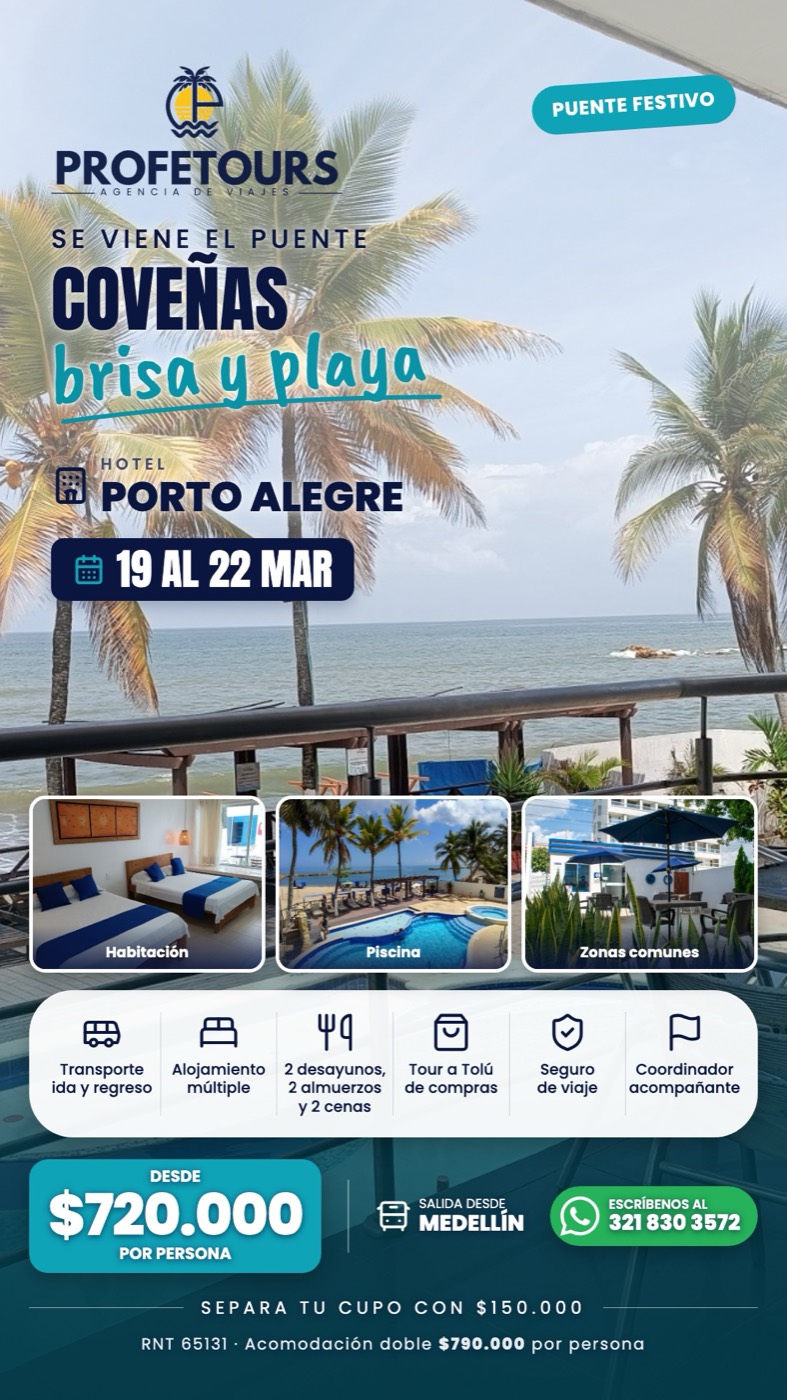 PUENTE FESTIVO
PROFETOURS
AGENCIA DE VIAJES
SE VIENE EL PUENTE
COVEÑAS
brisa y playa
HOTEL
PORTO ALEGRE
19 AL 22 MAR
Habitación
Piscina
Zonas comunes
Transporte
ida y regreso
Alojamiento
múltiple
2 desayunos,
2 almuerzos
y 2 cenas
Tour a Tolú
de compras
Seguro
de viaje
Coordinador
acompañante
DESDE
$720.000
POR PERSONA
SALIDA DESDE
MEDELLÍN
ESCRÍBENOS AL
321 830 3572
SEPARA TU CUPO CON $150.000
RNT 65131 · Acomodación doble $790.000 por persona